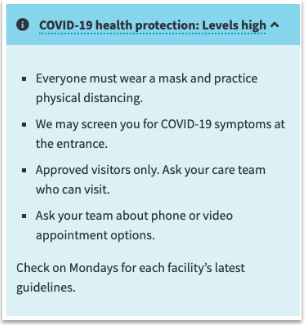 COVID-19 health protection: Levels high
Everyone must wear a mask and practice
physical distancing.
We may screen you for COVID-19 symptoms at
the entrance.
Approved visitors only. Ask your care team
who can visit.
Ask your team about phone or video
appointment options.
Check on Mondays for each facility's latest
guidelines.